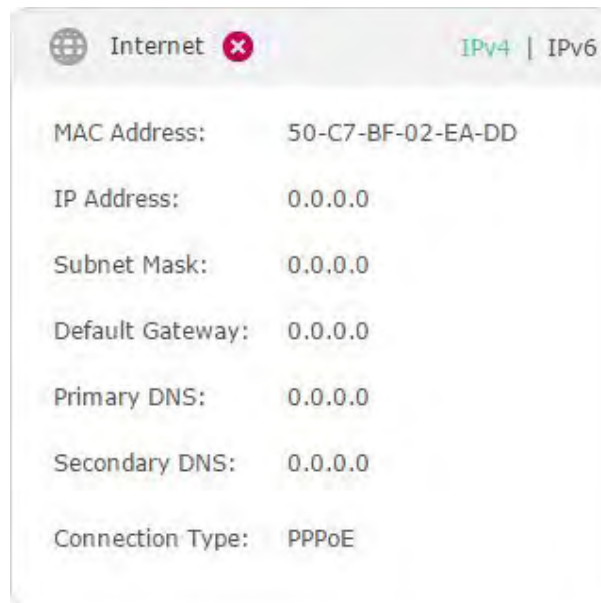 Internet IPv4 | IPv6
MAC Address: 50-C7-BF-02-EA-DD
IP Address: 0.0.0.0
Subnet Mask: 0.0.0.0
Default Gateway: 0.0.0.0
Primary DNS: 0.0.0.0
Secondary DNS: 0.0.0.0
Connection Type: PPPoE